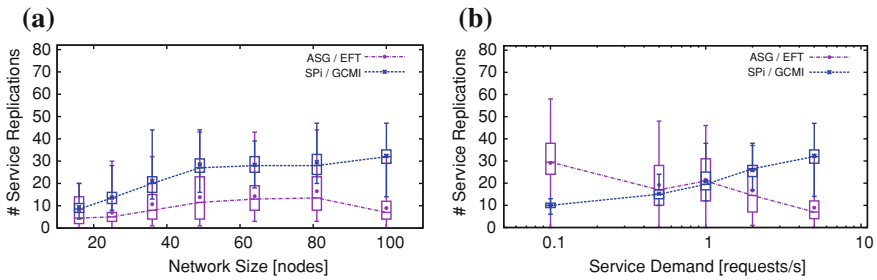 (a)
# Service Replications
80
70
60
50
40
30
20
10
0
20 40 60 80 100
Network Size [nodes]
ASG / EFT
SPi / GCMI
(b)
# Service Replications
80
70
60
50
40
30
20
10
0
0.1 1 10
Service Demand [requests/s]
ASG / EFT
SPi / GCMI